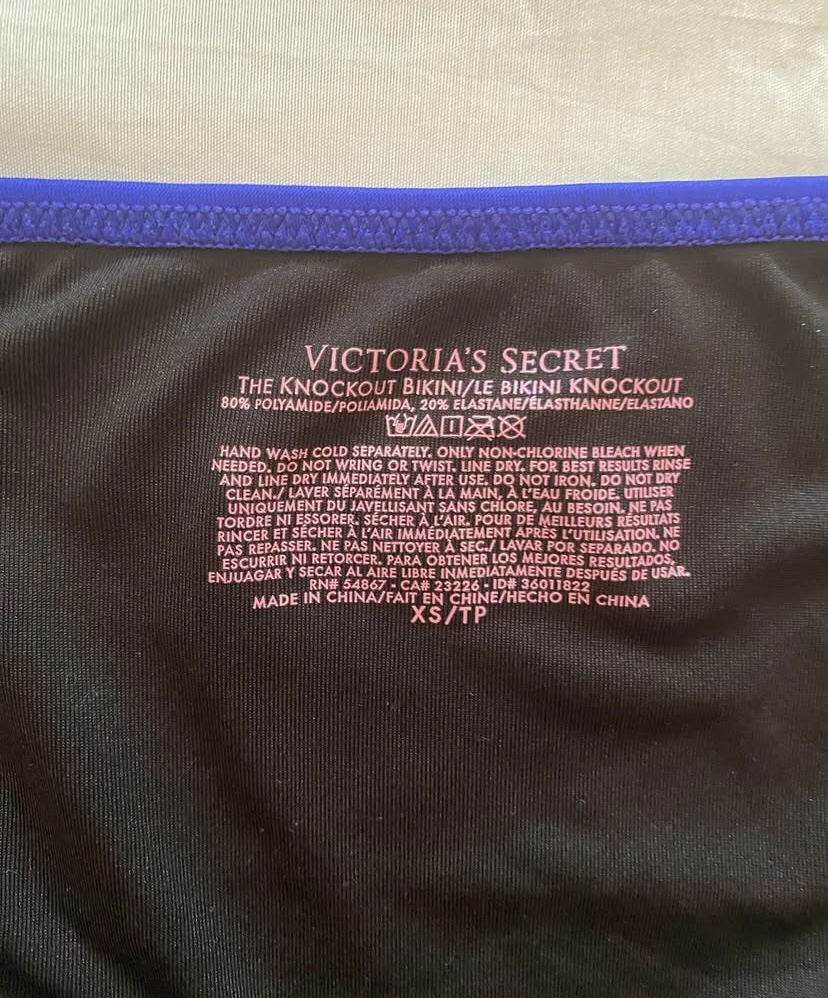 VICTORIA'S SECRET
THE KNOCKOUT BIKINI/LE BIKINI KNOCKOUT
80% POLYAMIDE/POLIAMIDA, 20% ELASTANE/ÉLASTHANNE/ELASTANO
HAND WASH COLD SEPARATELY. ONLY NON-CHLORINE BLEACH WHEN
NEEDED. DO NOT WRING OR TWIST. LINE DRY. FOR BEST RESULTS RINSE
AND LINE DRY IMMEDIATELY AFTER USE. DO NOT IRON. DO NOT DRY
CLEAN./ LAVER SÉPARÉMENT À LA MAIN, À L'EAU FROIDE. UTILISER
UNIQUEMENT DU JAVELLISANT SANS CHLORE, AU BESOIN. NE PAS
TORDRE NI ESSORER. SÉCHER À L'AIR. POUR DE MEILLEURS RÉSULTATS
RINCER ET SÉCHER À L'AIR IMMÉDIATEMENT APRÈS L'UTILISATION. NE
PAS REPASSER. NE PAS NETTOYER À SEC./ LAVAR POR SEPARADO. NO
ESCURRIR NI RETORCER. PARA OBTENER LOS MEJORES RESULTADOS,
ENJUAGAR Y SECAR AL AIRE LIBRE INMEDIATAMENTE DESPUÉS DE USAR.
RN# 54867 - CA# 23226 - ID# 36011822
MADE IN CHINA/FAIT EN CHINE/HECHO EN CHINA
XS/TP